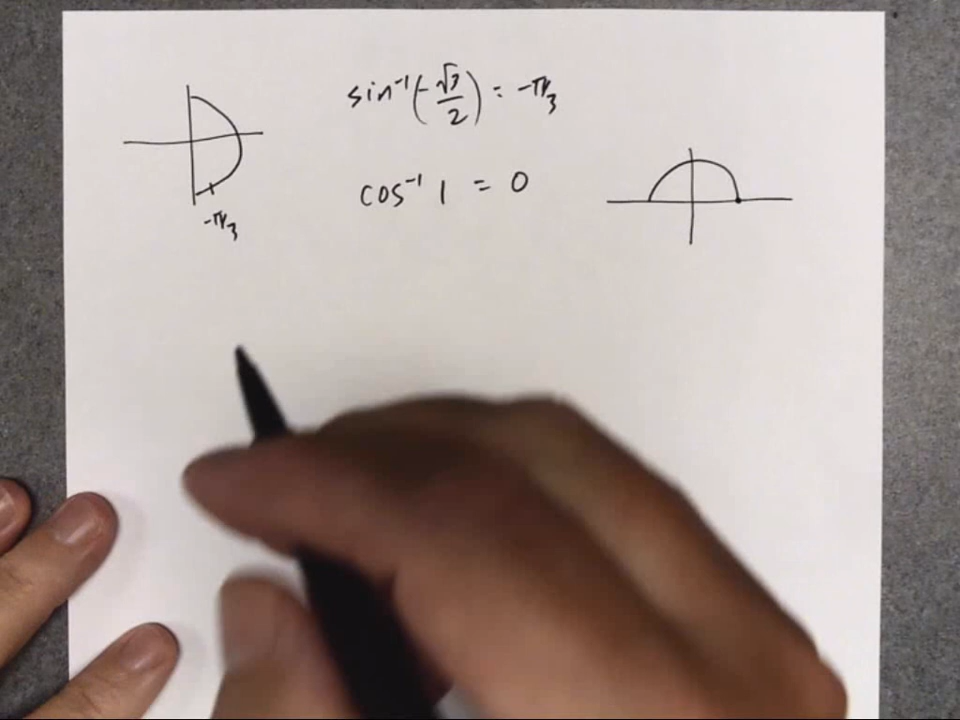 sin⁻¹(-√3/2) = -π/3
cos⁻¹ 1 = 0
-π/3